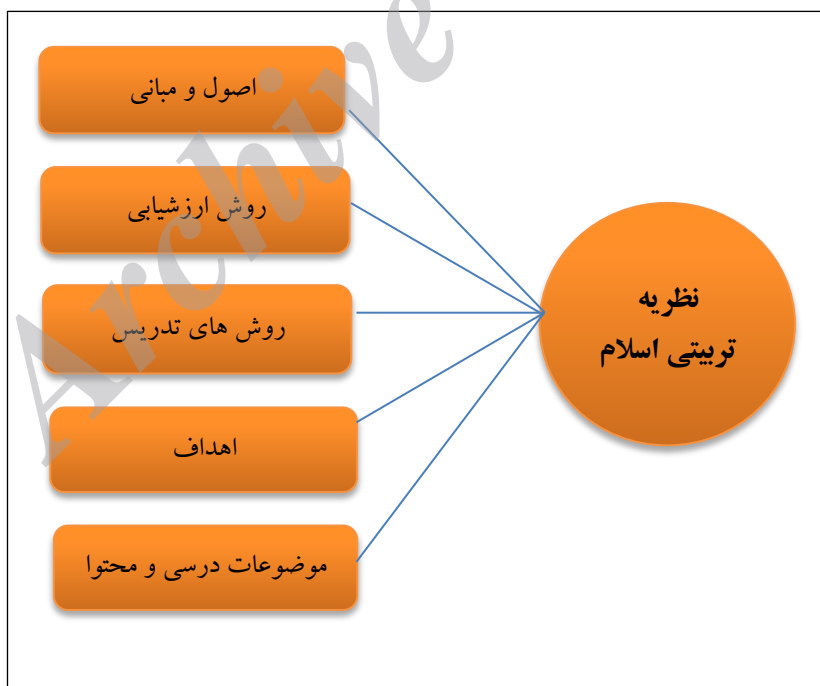 نظریه
تربیتی اسلام
اصول و مبانی
روش ارزشیابی
روش های تدریس
اهداف
موضوعات درسی و محتوا
Archive